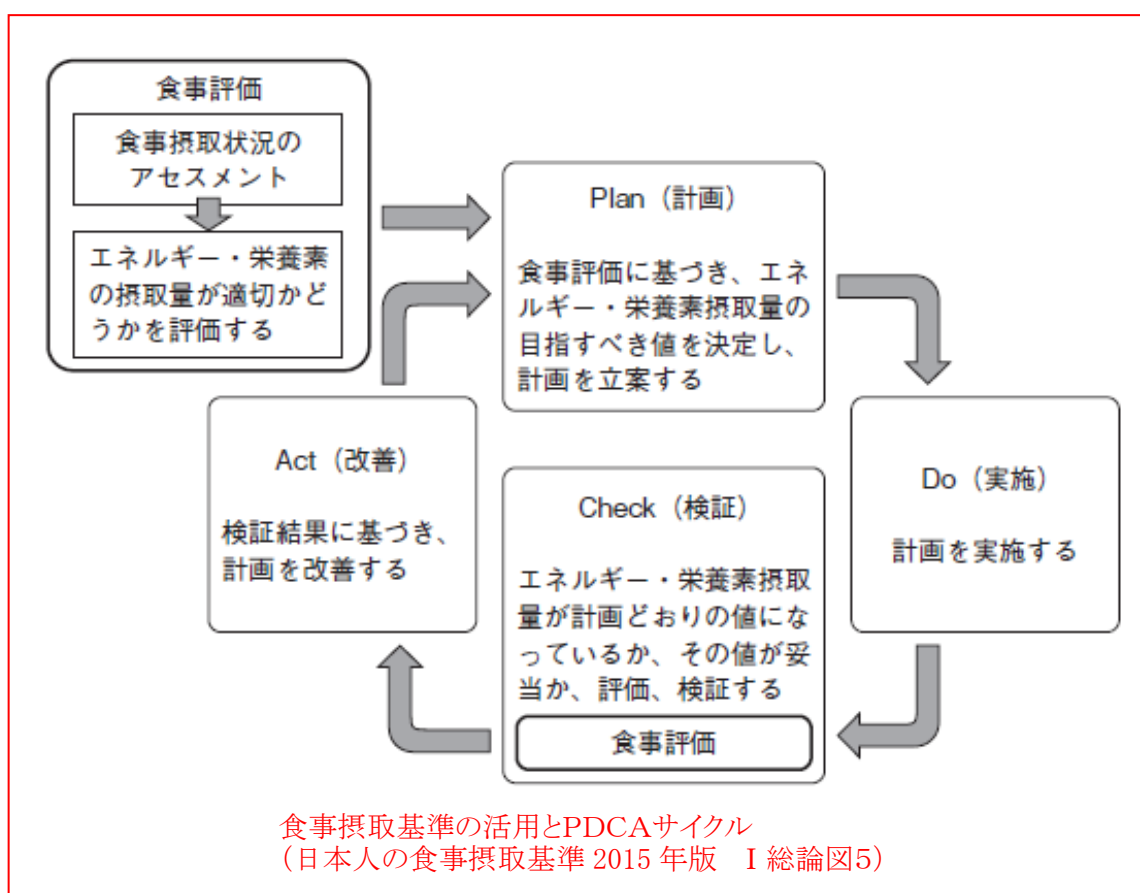 食事評価
食事摂取状況の
アセスメント
エネルギー・栄養素
の摂取量が適切かど
うかを評価する
Plan（計画）
食事評価に基づき、エネ
ルギー・栄養素摂取量の
目指すべき値を決定し、
計画を立案する
Do（実施）
計画を実施する
Check（検証）
エネルギー・栄養素摂取
量が計画どおりの値にな
っているか、その値が妥
当か、評価、検証する
食事評価
Act（改善）
検証結果に基づき、
計画を改善する
食事摂取基準の活用とPDCAサイクル
（日本人の食事摂取基準 2015 年版　Ⅰ 総論図５）